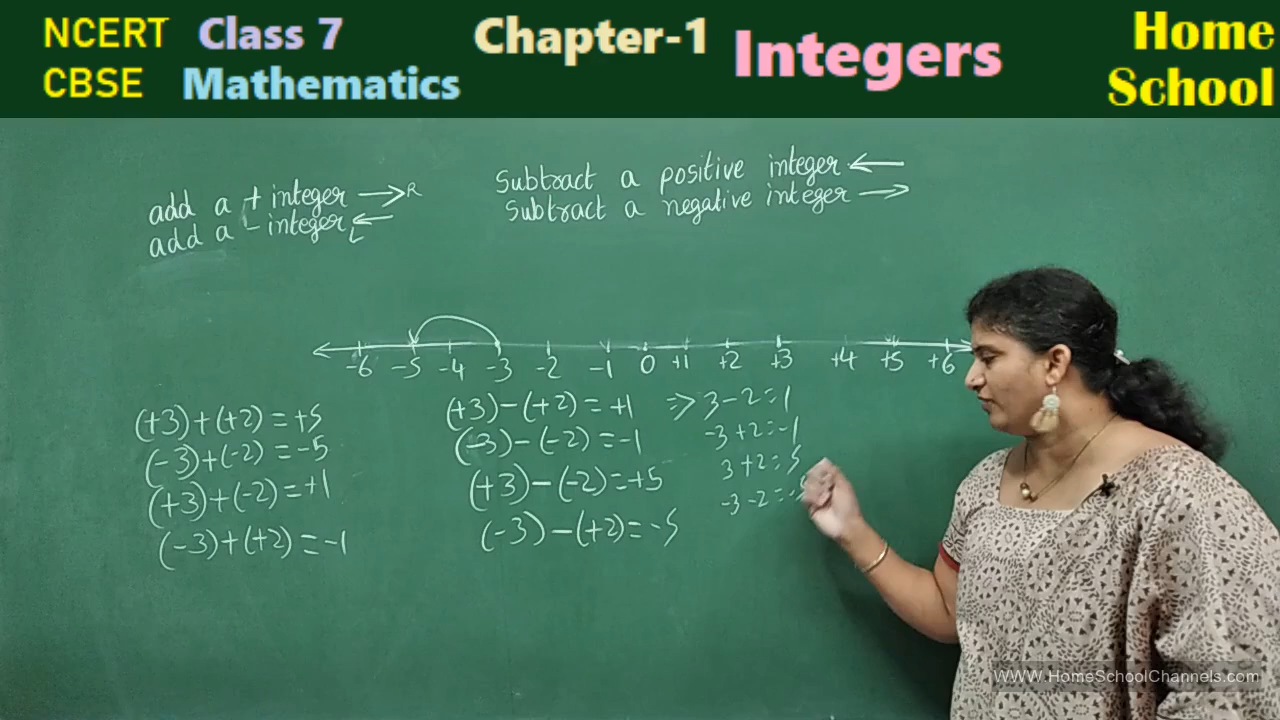 NCERT Class 7 Chapter-1 Integers Home
CBSE Mathematics School
add a + integer → R
add a - integer ← L
Subtract a positive integer ←
Subtract a negative integer →
-6 -5 -4 -3 -2 -1 0 +1 +2 +3 +4 +5 +6
(+3)+(+2)=+5
(-3)+(-2)=-5
(+3)+(-2)=+1
(-3)+(+2)=-1
(+3)-(+2)=+1 ⇒ 3-2=1
(-3)-(-2)=-1 -3+2=-1
(+3)-(-2)=+5 3+2=5
(-3)-(+2)=-5 -3-2=
WWW.HomeSchoolChannels.com